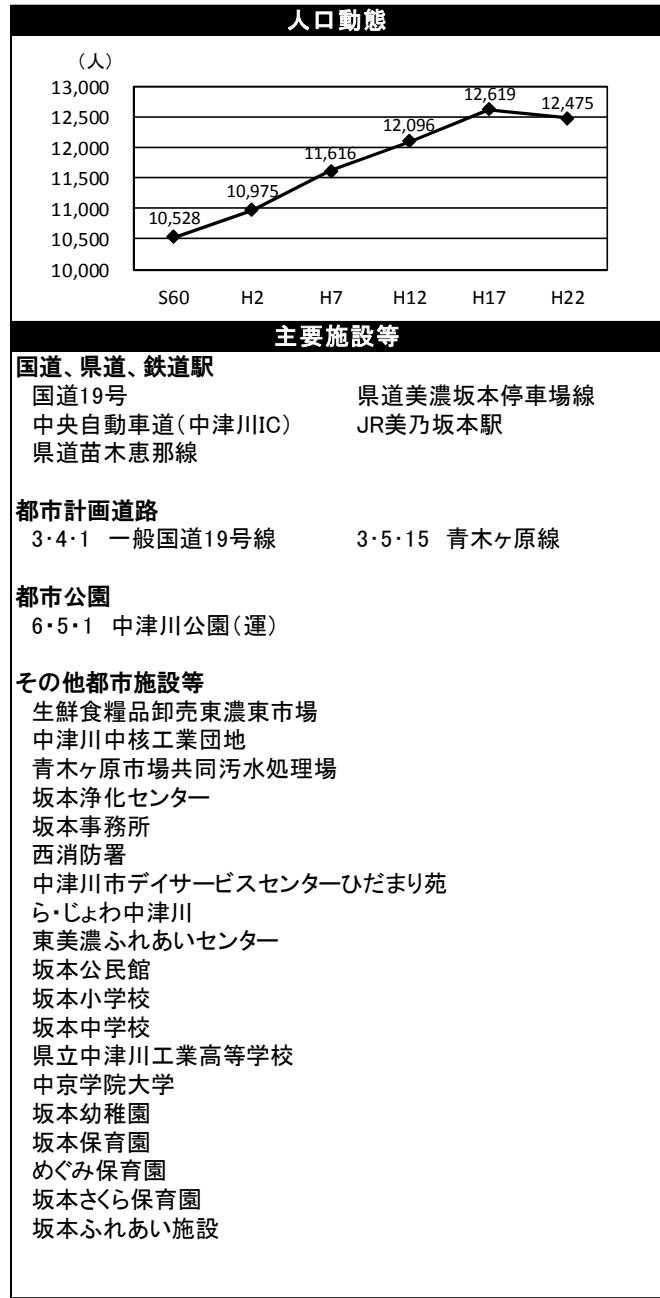 人口動態
（人）
13,000
12,500
12,000
11,500
11,000
10,500
10,000
10,528
10,975
11,616
12,096
12,619
12,475
S60 H2 H7 H12 H17 H22
主要施設等
国道、県道、鉄道駅
国道19号 県道美濃坂本停車場線
中央自動車道（中津川IC） JR美乃坂本駅
県道苗木恵那線
都市計画道路
3・4・1 一般国道19号線 3・5・15 青木ヶ原線
都市公園
6・5・1 中津川公園（運）
その他都市施設等
生鮮食糧品卸売東濃東市場
中津川中核工業団地
青木ヶ原市場共同汚水処理場
坂本浄化センター
坂本事務所
西消防署
中津川市デイサービスセンターひだまり苑
ら・じょわ中津川
東美濃ふれあいセンター
坂本公民館
坂本小学校
坂本中学校
県立中津川工業高等学校
中京学院大学
坂本幼稚園
坂本保育園
めぐみ保育園
坂本さくら保育園
坂本ふれあい施設